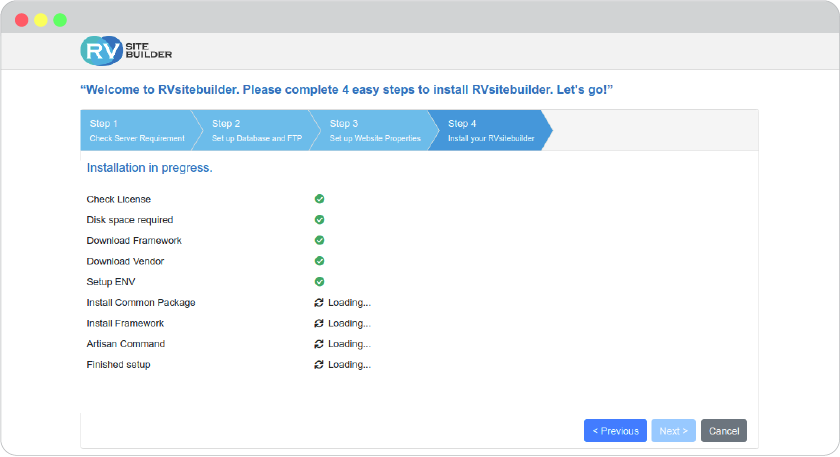 RV SITE BUILDER
“Welcome to RVsitebuilder. Please complete 4 easy steps to install RVsitebuilder. Let's go!”
Step 1 Step 2 Step 3 Step 4
Check Server Requirement Set up Database and FTP Set up Website Properties Install your RVsitebuilder
Installation in pregress.
Check License
Disk space required
Download Framework
Download Vendor
Setup ENV
Install Common Package Loading...
Install Framework Loading...
Artisan Command Loading...
Finished setup Loading...
< Previous Next > Cancel